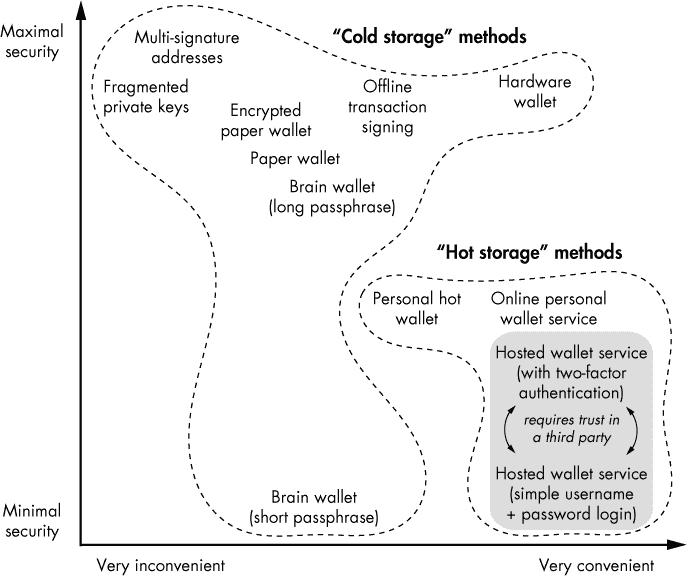 Maximal
security
Multi-signature
addresses
"Cold storage" methods
Fragmented
private keys
Encrypted
paper wallet
Offline
transaction
signing
Hardware
wallet
Paper wallet
Brain wallet
(long passphrase)
"Hot storage" methods
Personal hot
wallet
Online personal
wallet service
Hosted wallet service
(with two-factor
authentication)
requires trust in
a third party
Hosted wallet service
(simple username
+ password login)
Brain wallet
(short passphrase)
Minimal
security
Very inconvenient
Very convenient